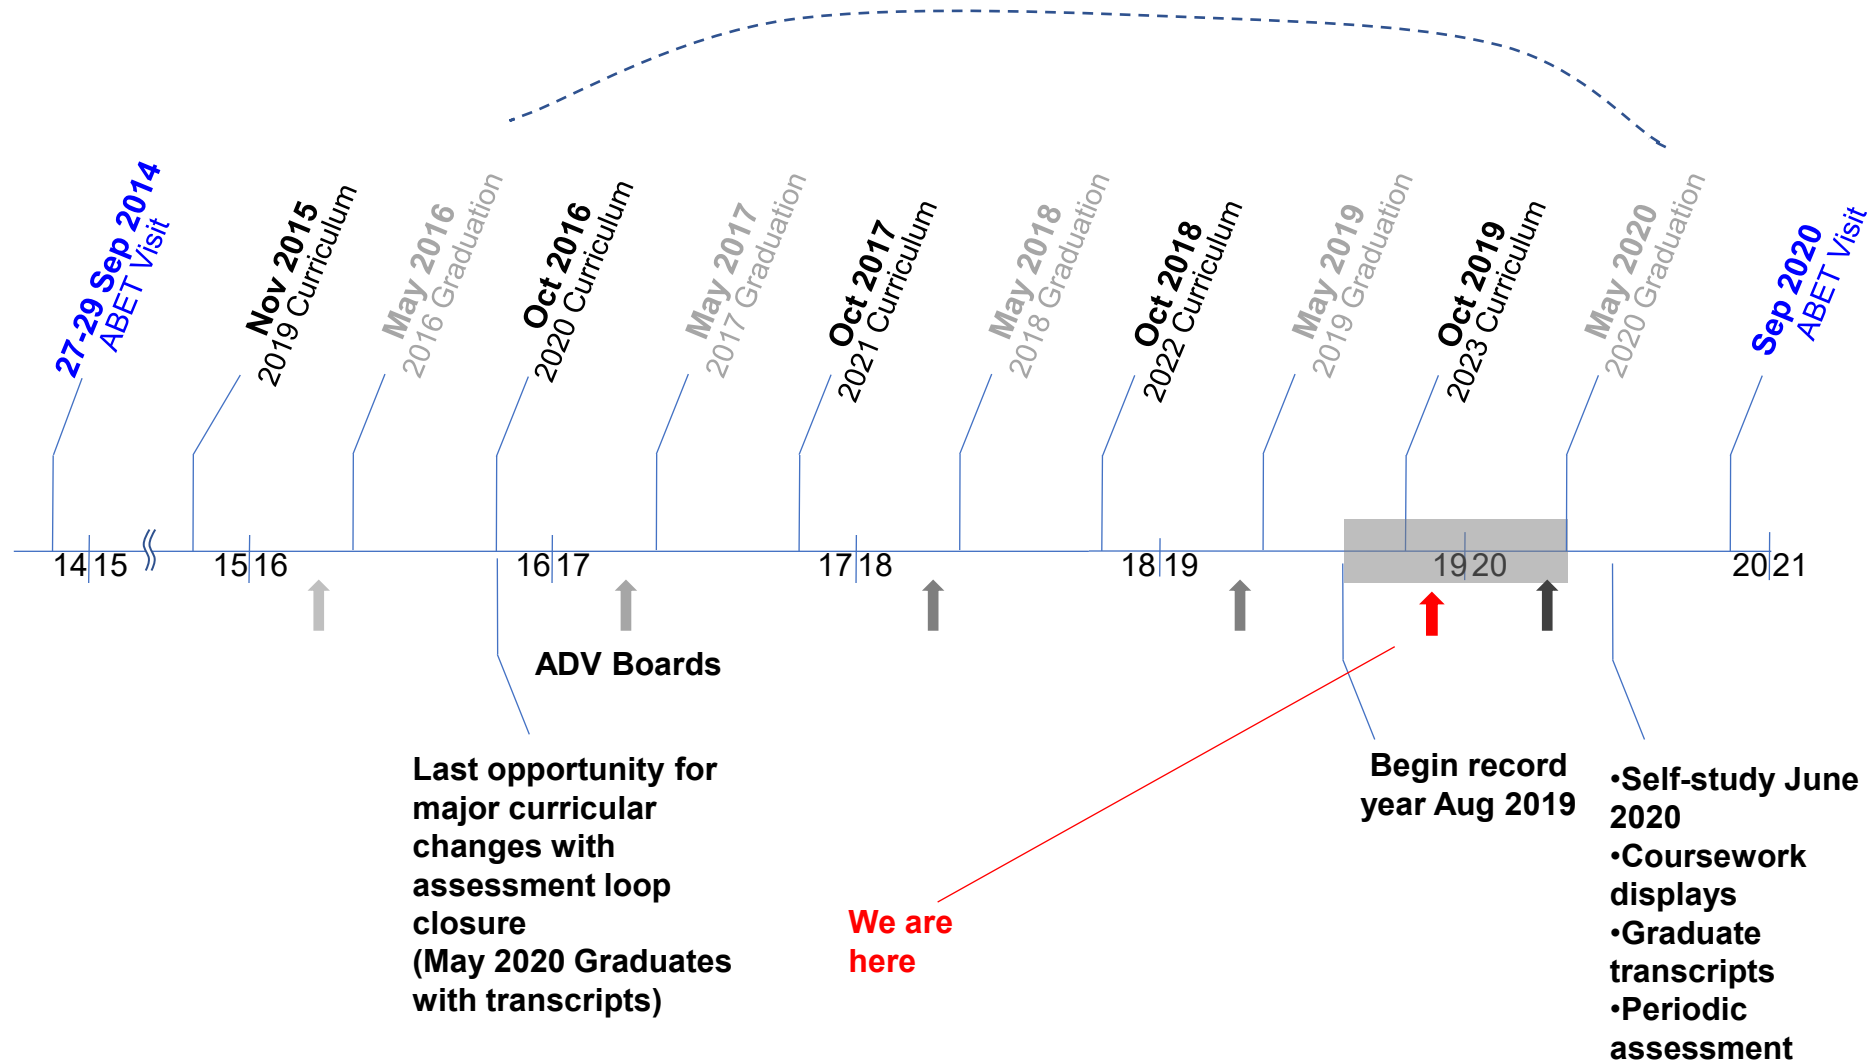 27-29 Sep 2014
ABET Visit
Nov 2015
2019 Curriculum
May 2016
2016 Graduation
Oct 2016
2020 Curriculum
May 2017
2017 Graduation
Oct 2017
2021 Curriculum
May 2018
2018 Graduation
Oct 2018
2022 Curriculum
May 2019
2019 Graduation
Oct 2019
2023 Curriculum
May 2020
2020 Graduation
Sep 2020
ABET Visit
14 15
15 16
16 17
17 18
18 19
19 20
20 21
ADV Boards
Last opportunity for
major curricular
changes with
assessment loop
closure
(May 2020 Graduates
with transcripts)
We are
here
Begin record
year Aug 2019
•Self-study June
2020
•Coursework
displays
•Graduate
transcripts
•Periodic
assessment